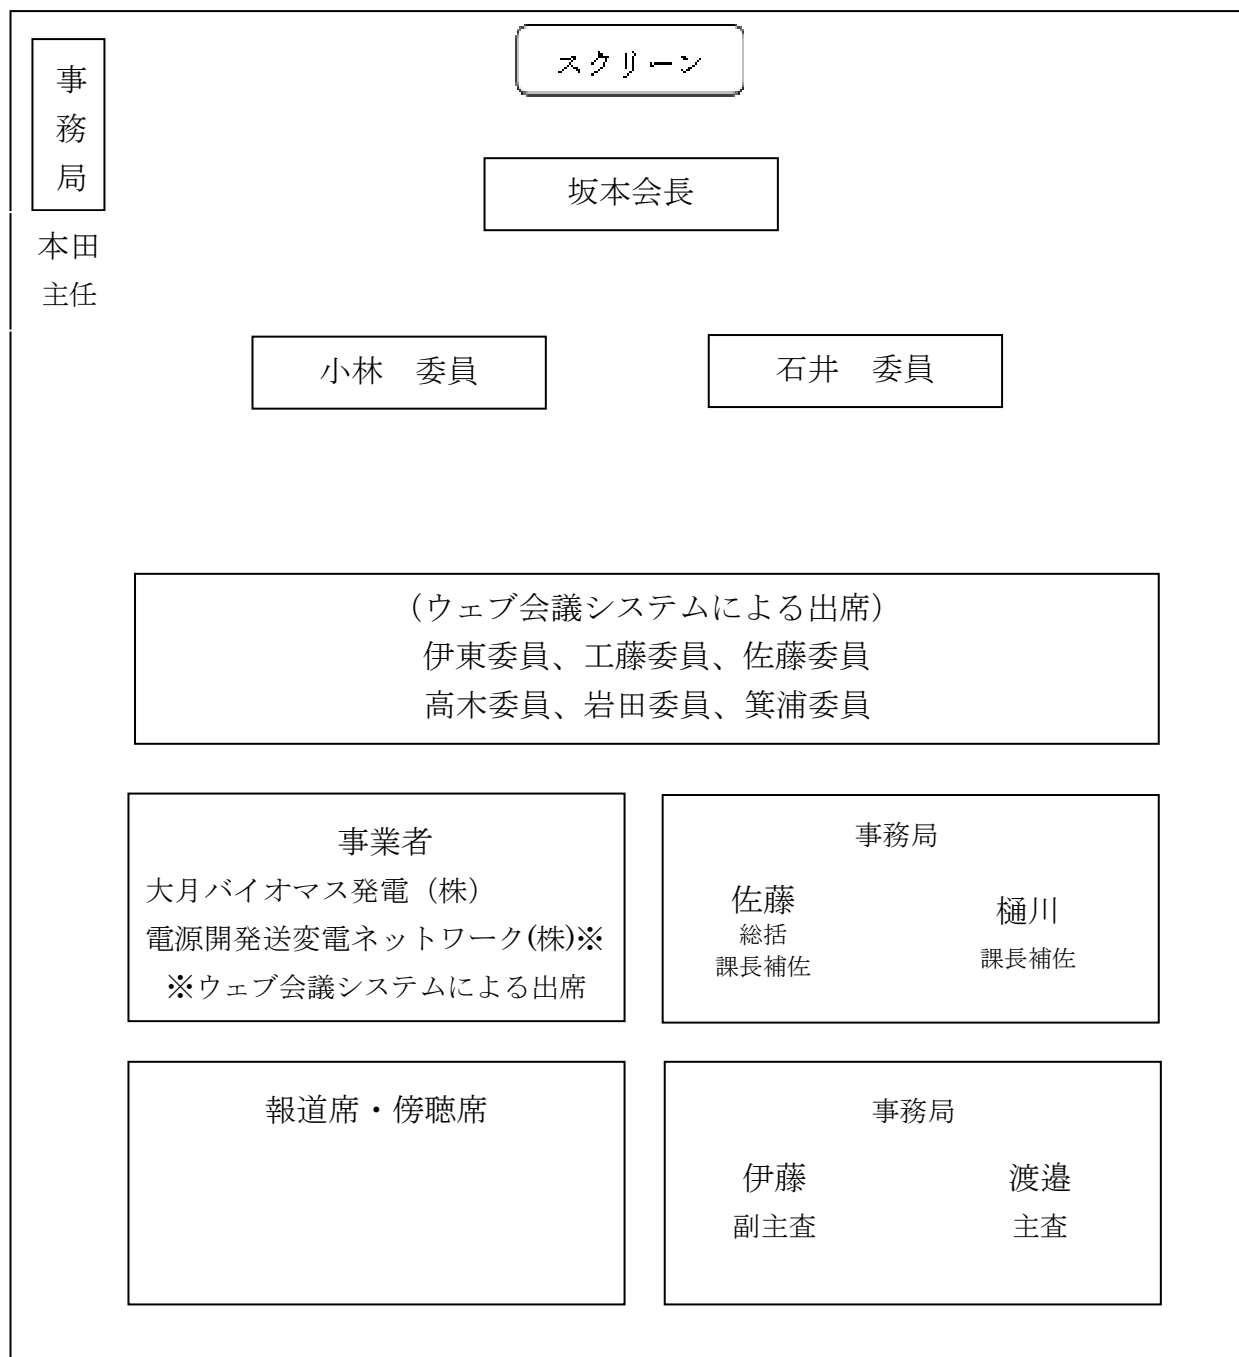 スクリーン
事務局
本田
主任
坂本会長
小林　委員
石井　委員
（ウェブ会議システムによる出席）
伊東委員、工藤委員、佐藤委員
高木委員、岩田委員、箕浦委員
事業者
大月バイオマス発電（株）
電源開発送変電ネットワーク(株)※
※ウェブ会議システムによる出席
事務局
佐藤
総括
課長補佐
樋川
課長補佐
報道席・傍聴席
事務局
伊藤
副主査
渡邉
主査